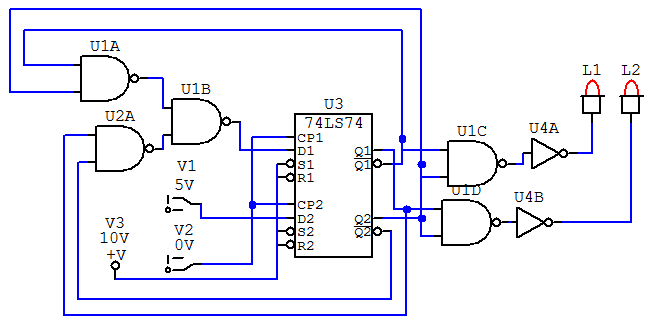 L1 L2
U1A
U1B
U2A
U3
74LS74
CP1
D1 Q1
S1 Q1
R1
CP2
D2 Q2
S2 Q2
R2
U1C U4A
U1D U4B
V1
5V
V2
0V
V3
10V
+V